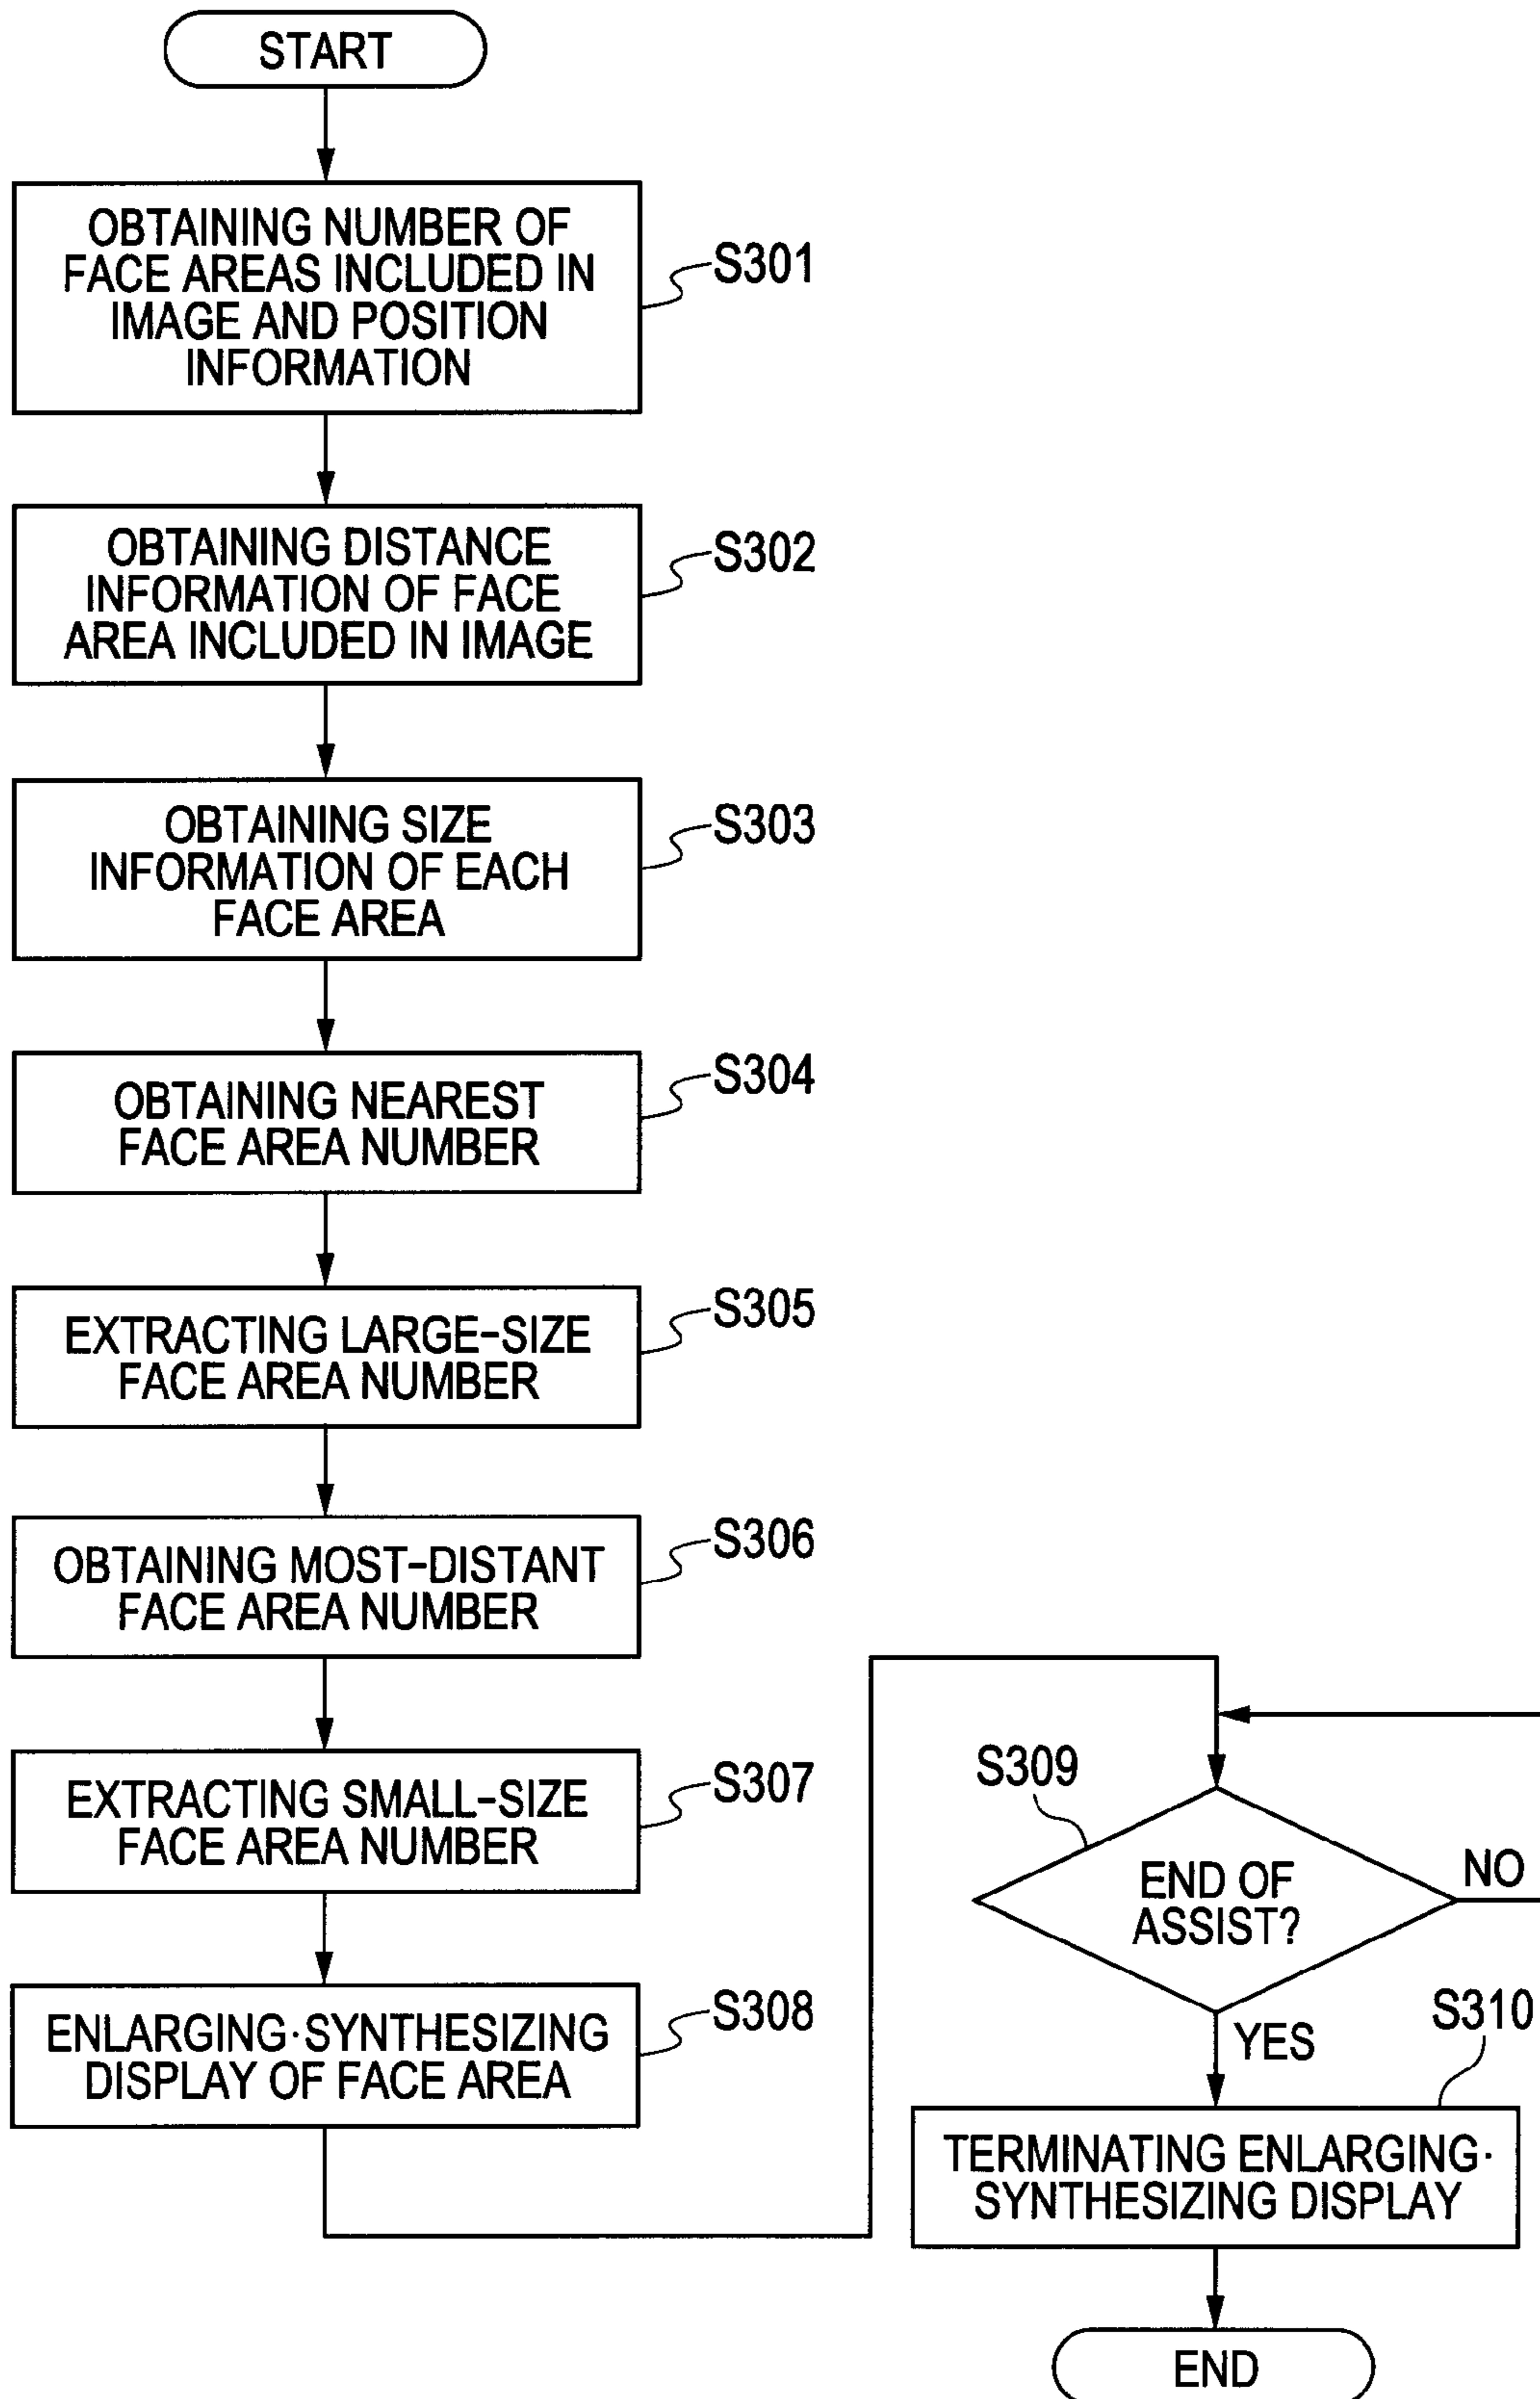 START
OBTAINING NUMBER OF
FACE AREAS INCLUDED IN
IMAGE AND POSITION
INFORMATION
S301
OBTAINING DISTANCE
INFORMATION OF FACE
AREA INCLUDED IN IMAGE
S302
OBTAINING SIZE
INFORMATION OF EACH
FACE AREA
S303
OBTAINING NEAREST
FACE AREA NUMBER
S304
EXTRACTING LARGE-SIZE
FACE AREA NUMBER
S305
OBTAINING MOST-DISTANT
FACE AREA NUMBER
S306
EXTRACTING SMALL-SIZE
FACE AREA NUMBER
S307
ENLARGING·SYNTHESIZING
DISPLAY OF FACE AREA
S308
S309
END OF
ASSIST?
NO
YES
S310
TERMINATING ENLARGING·
SYNTHESIZING DISPLAY
END